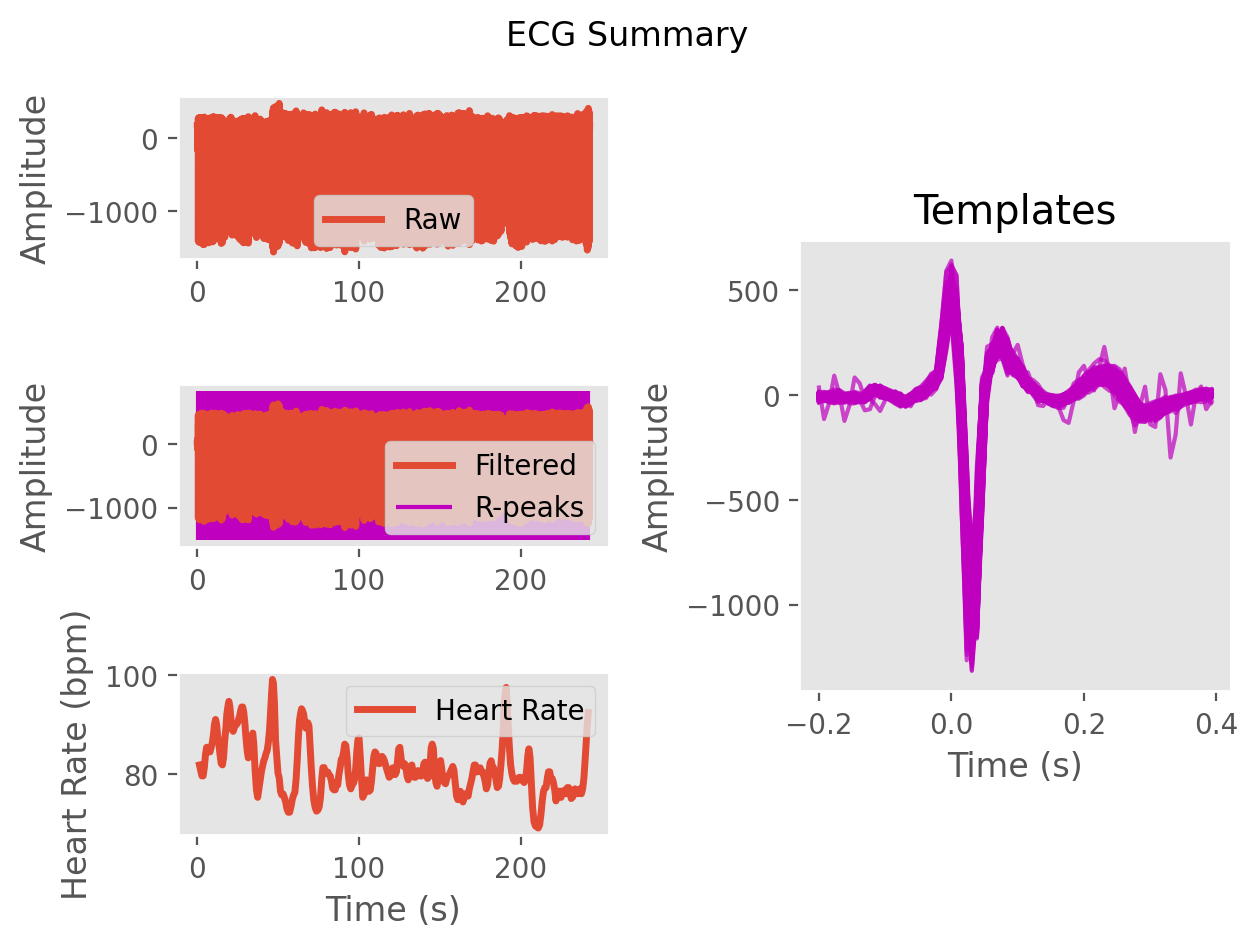 ECG Summary
Amplitude
0
−1000
Raw
0 100 200
Amplitude
0
−1000
Filtered
R-peaks
0 100 200
Heart Rate (bpm)
100
80
Heart Rate
0 100 200
Time (s)
Templates
Amplitude
500
0
−500
−1000
−0.2 0.0 0.2 0.4
Time (s)